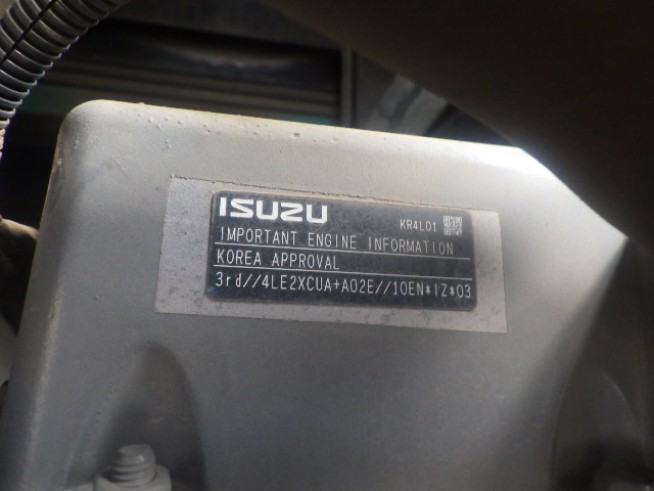 ISUZU KR4L01
IMPORTANT ENGINE INFORMATION
KOREA APPROVAL
3rd//4LE2XCUA+A02E//10EN*IZ*03